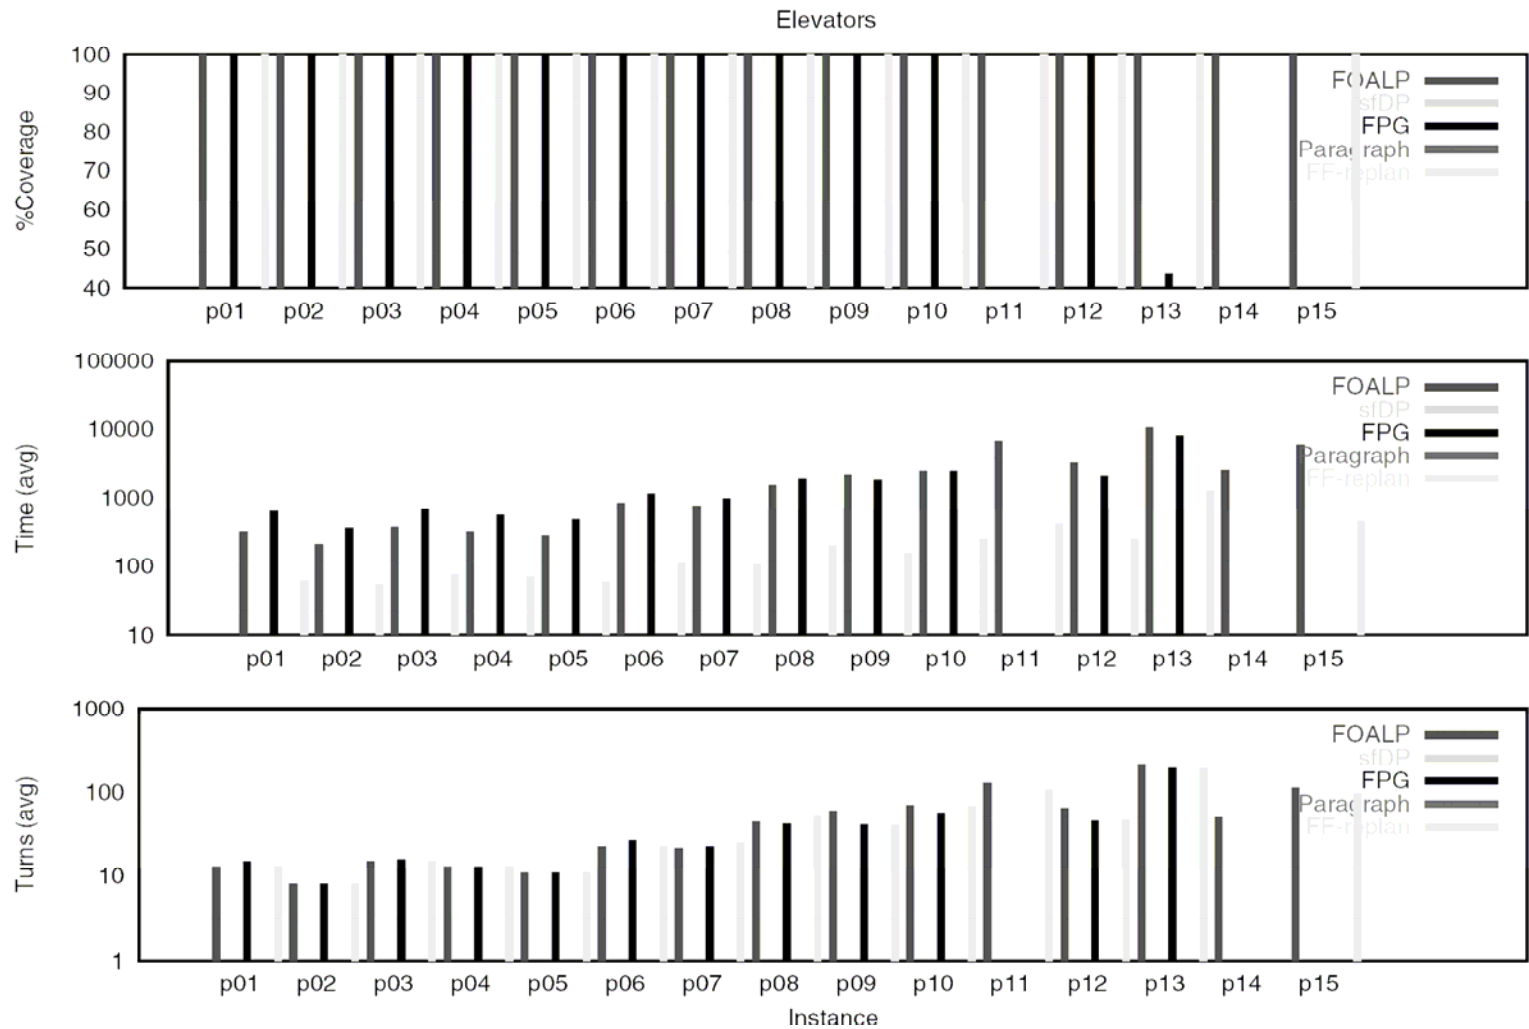 Elevators
100
90
80
70
60
50
40
%Coverage
FOALP
sfDP
FPG
Paragraph
FF-replan
p01 p02 p03 p04 p05 p06 p07 p08 p09 p10 p11 p12 p13 p14 p15
100000
10000
1000
100
10
Time (avg)
FOALP
sfDP
FPG
Paragraph
FF-replan
p01 p02 p03 p04 p05 p06 p07 p08 p09 p10 p11 p12 p13 p14 p15
1000
100
10
1
Turns (avg)
FOALP
sfDP
FPG
Paragraph
FF-replan
p01 p02 p03 p04 p05 p06 p07 p08 p09 p10 p11 p12 p13 p14 p15
Instance